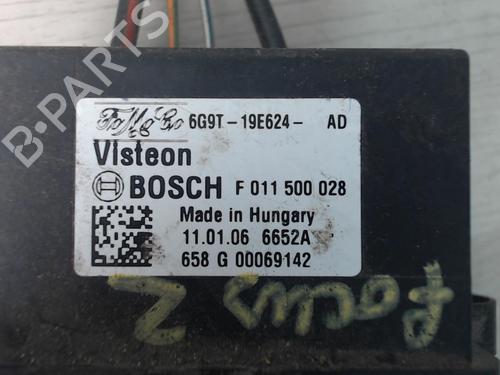 FoMoCo 6G9T-19E624- AD
Visteon
BOSCH F 011 500 028
Made in Hungary
11.01.06 6652A
658 G 00069142
FOCUS 2
B-PARTS